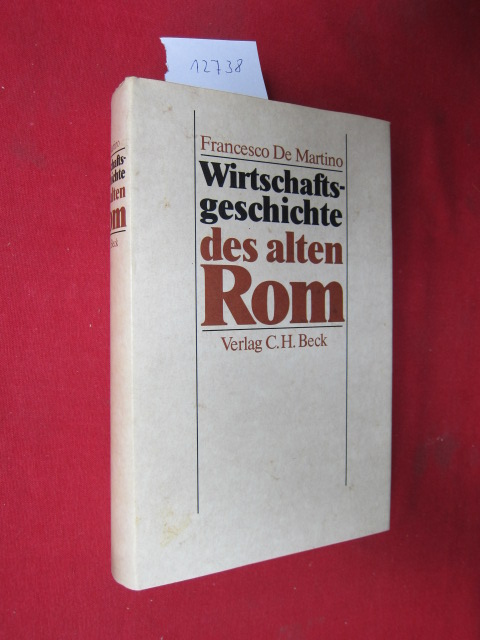 12738
Francesco De Martino
Wirtschafts-
geschichte
des alten
Rom
Verlag C.H. Beck